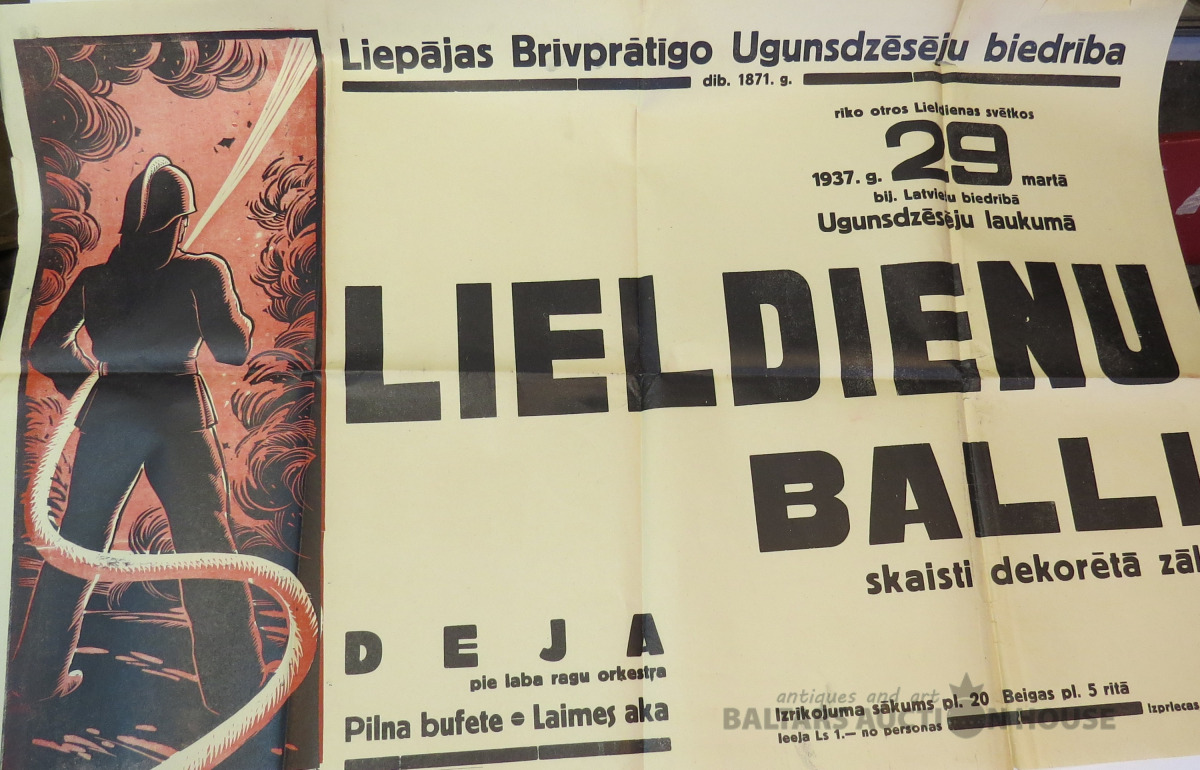 Liepājas Brīvprātīgo Ugunsdzēsēju biedrība
dib. 1871. g.
rīko otros Lieldienas svētkos
1937. g. 29 martā
bij. Latviešu biedrībā
Ugunsdzēsēju laukumā
LIELDIENU
BALLI
skaisti dekorētā zāl
DEJA
pie laba ragu orķestra
Pilna bufete Laimes aka
Izrīkojuma sākums pl. 20 Beigas pl. 5 rītā
Ieeja Ls 1.— no personas
Izpriecas
antiques and art
BALTARS AUCTION HOUSE